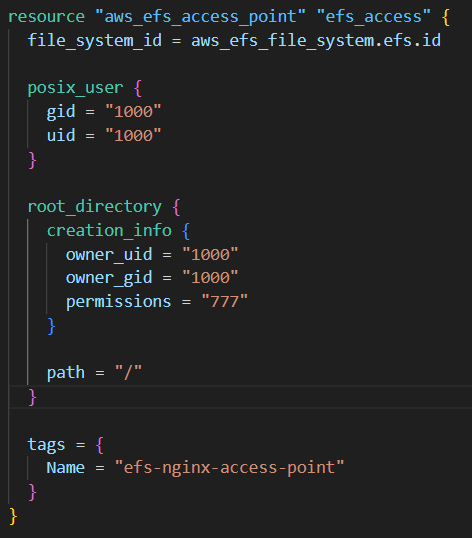 resource "aws_efs_access_point" "efs_access" {
  file_system_id = aws_efs_file_system.efs.id

  posix_user {
    gid = "1000"
    uid = "1000"
  }

  root_directory {
    creation_info {
      owner_uid = "1000"
      owner_gid = "1000"
      permissions = "777"
    }

    path = "/"
  }

  tags = {
    Name = "efs-nginx-access-point"
  }
}